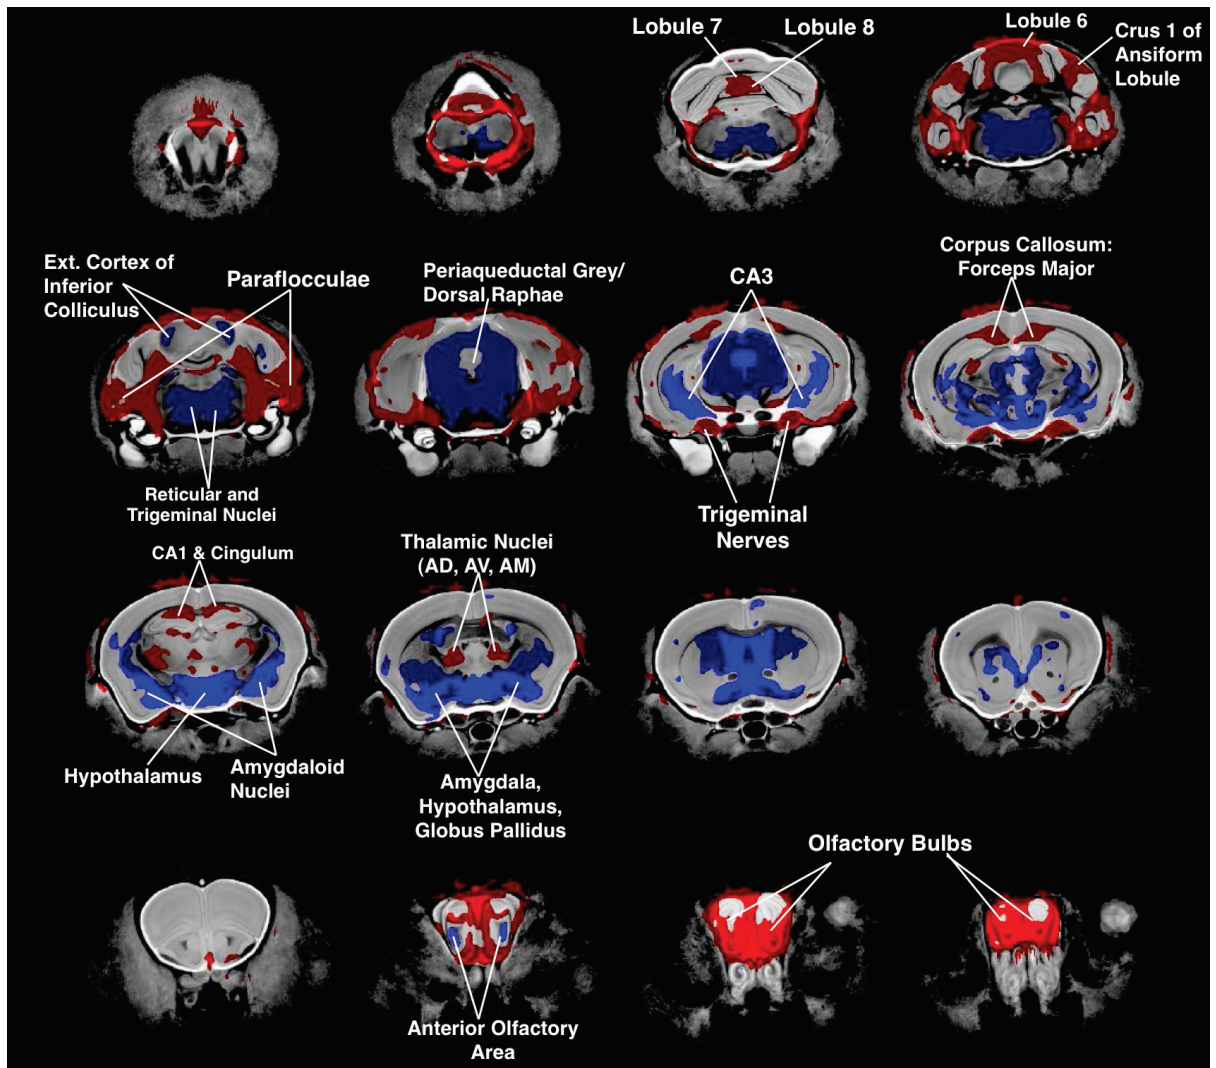 Lobule 7
Lobule 8
Lobule 6
Crus 1 of
Ansiform
Lobule
Ext. Cortex of
Inferior
Colliculus
Paraflocculae
Periaqueductal Grey/
Dorsal Raphae
CA3
Corpus Callosum:
Forceps Major
Reticular and
Trigeminal Nuclei
Trigeminal
Nerves
CA1 & Cingulum
Thalamic Nuclei
(AD, AV, AM)
Hypothalamus
Amygdaloid
Nuclei
Amygdala,
Hypothalamus,
Globus Pallidus
Olfactory Bulbs
Anterior Olfactory
Area